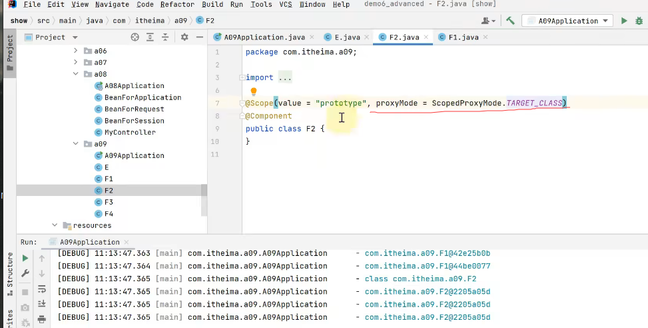 File Edit View Navigate Code Refactor Build Run Tools VCS Window Help demo6_advanced - F2.java [show]
show src main java com itheima a09 F2 A09Application
Project A09Application.java E.java F2.java F1.java
a06
a07
a08
A08Application
BeanForApplication
BeanForRequest
BeanForSession
MyController
a09
A09Application
E
F1
F2
F3
F4
resources
1 package com.itheima.a09;
2
3 import ...
6
7 @Scope(value = "prototype", proxyMode = ScopedProxyMode.TARGET_CLASS)
8 @Component
9 public class F2 {
10 }
11
Project
Structure
Run: A09Application
[DEBUG] 11:13:47.363 [main] com.itheima.a09.A09Application - com.itheima.a09.F1@42e25b0b
[DEBUG] 11:13:47.364 [main] com.itheima.a09.A09Application - com.itheima.a09.F1@44be0077
[DEBUG] 11:13:47.365 [main] com.itheima.a09.A09Application - class com.itheima.a09.F2
[DEBUG] 11:13:47.365 [main] com.itheima.a09.A09Application - com.itheima.a09.F2@2205a05d
[DEBUG] 11:13:47.365 [main] com.itheima.a09.A09Application - com.itheima.a09.F2@2205a05d
[DEBUG] 11:13:47.365 [main] com.itheima.a09.A09Application - com.itheima.a09.F2@2205a05d